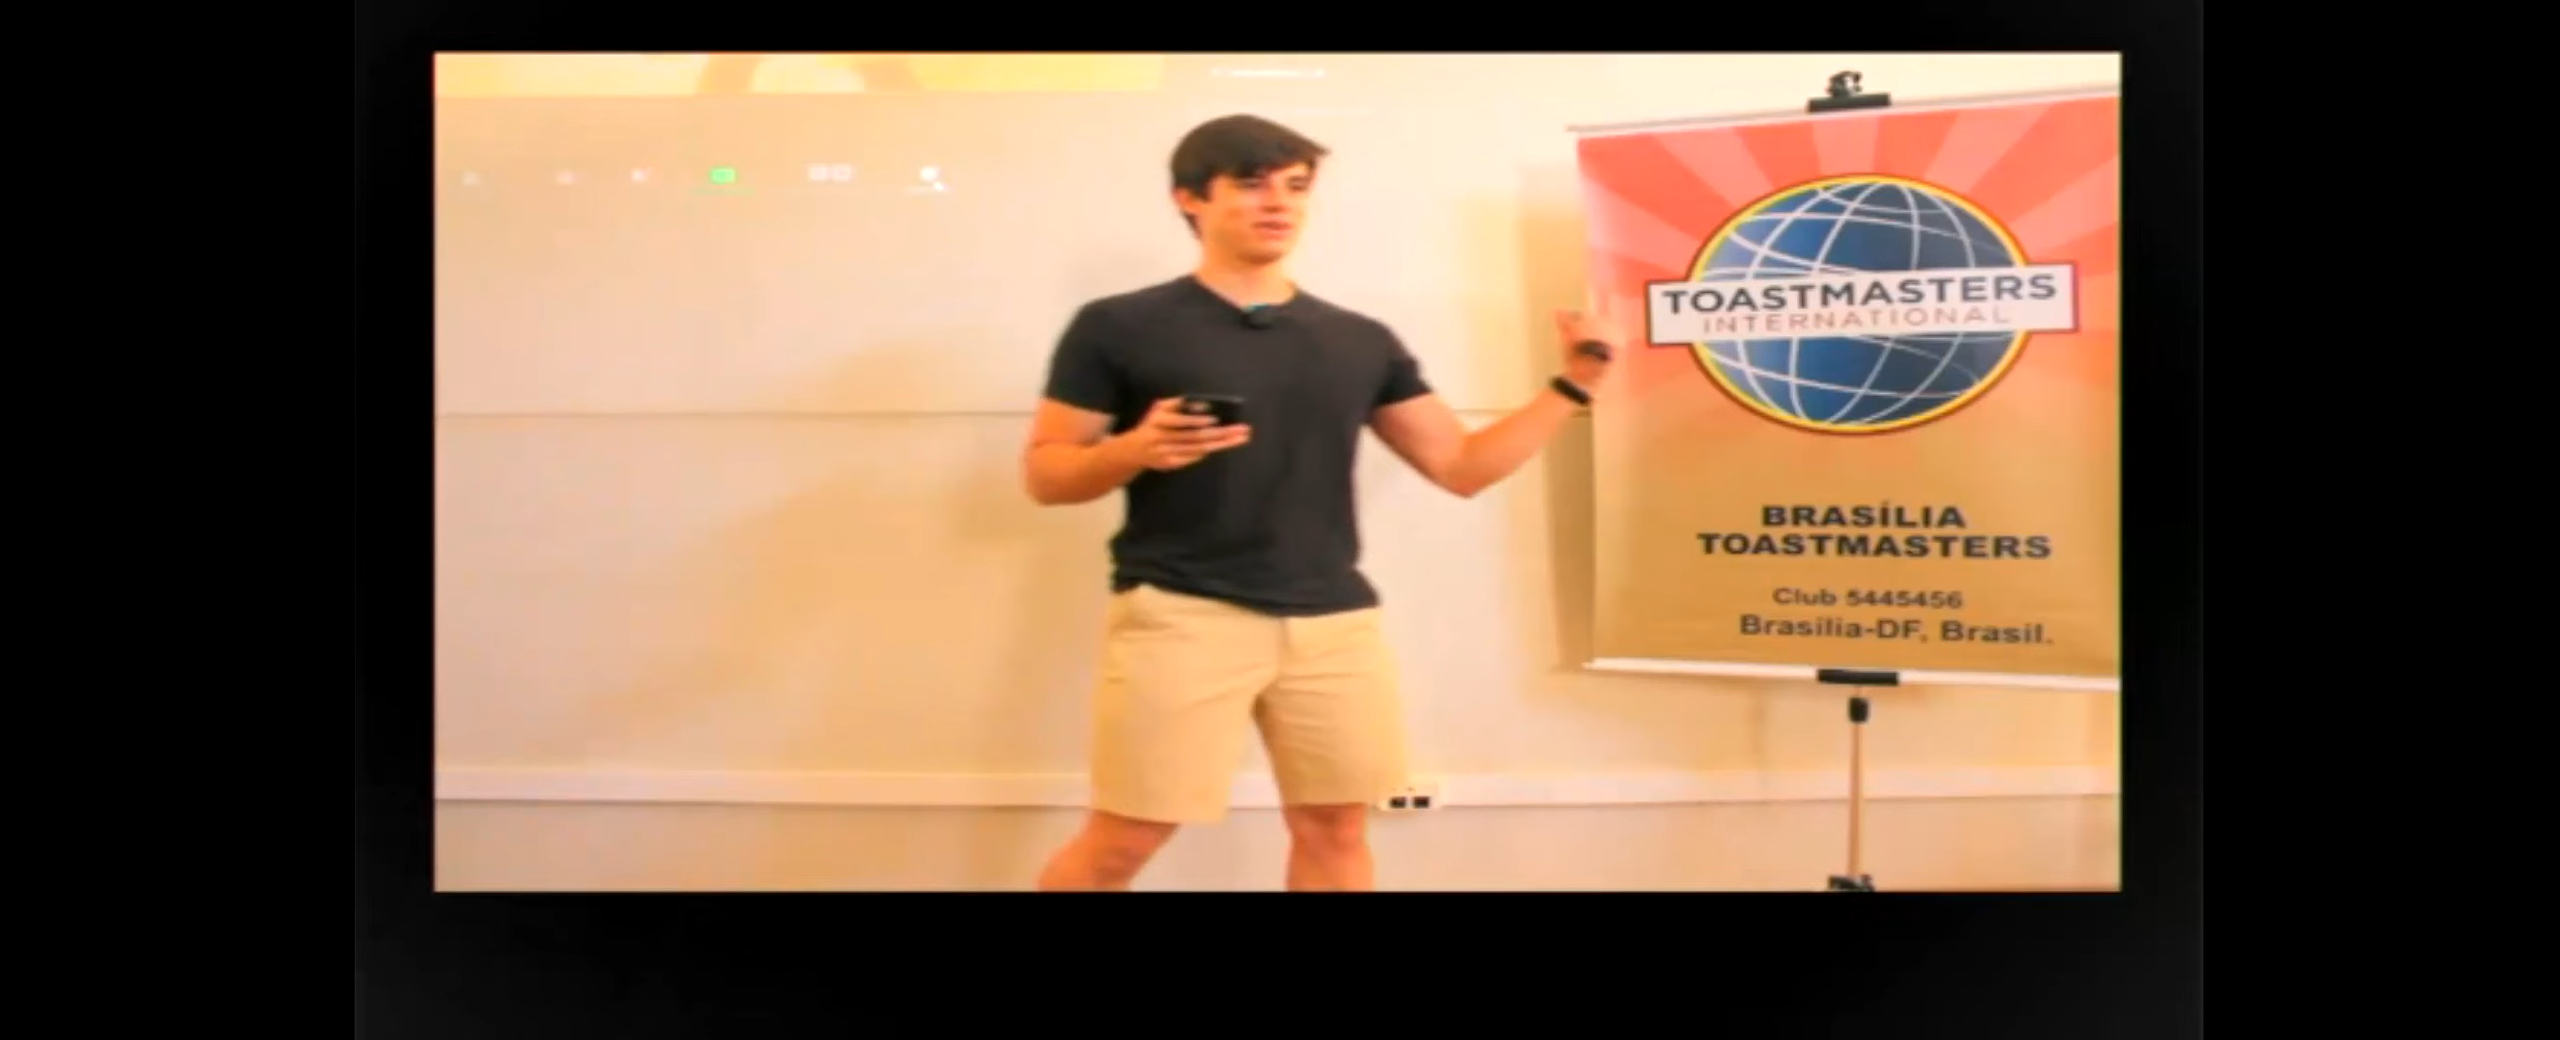 TOASTMASTERS
INTERNATIONAL
BRASÍLIA
TOASTMASTERS
Club 5445456
Brasília-DF, Brasil.